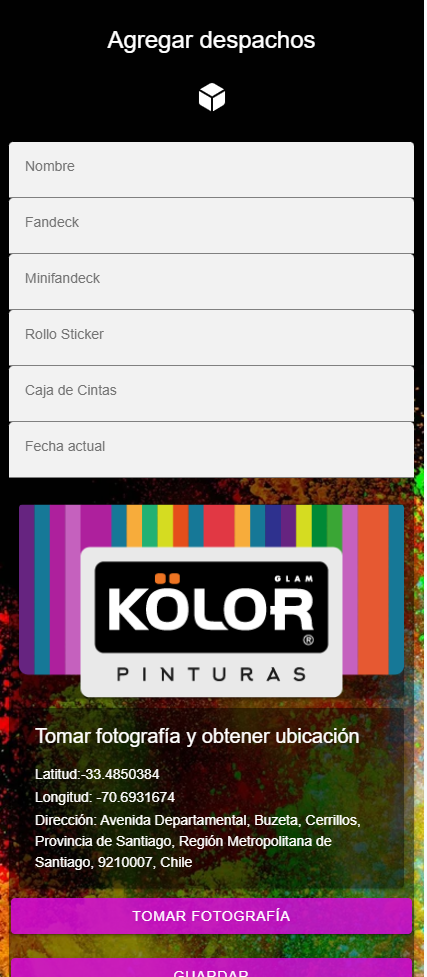 Agregar despachos
Nombre
Fandeck
Minifandeck
Rollo Sticker
Caja de Cintas
Fecha actual
GLAM
KÖLOR
®
PINTURAS
Tomar fotografía y obtener ubicación
Latitud:-33.4850384
Longitud: -70.6931674
Dirección: Avenida Departamental, Buzeta, Cerrillos,
Provincia de Santiago, Región Metropolitana de
Santiago, 9210007, Chile
TOMAR FOTOGRAFÍA
GUARDAR